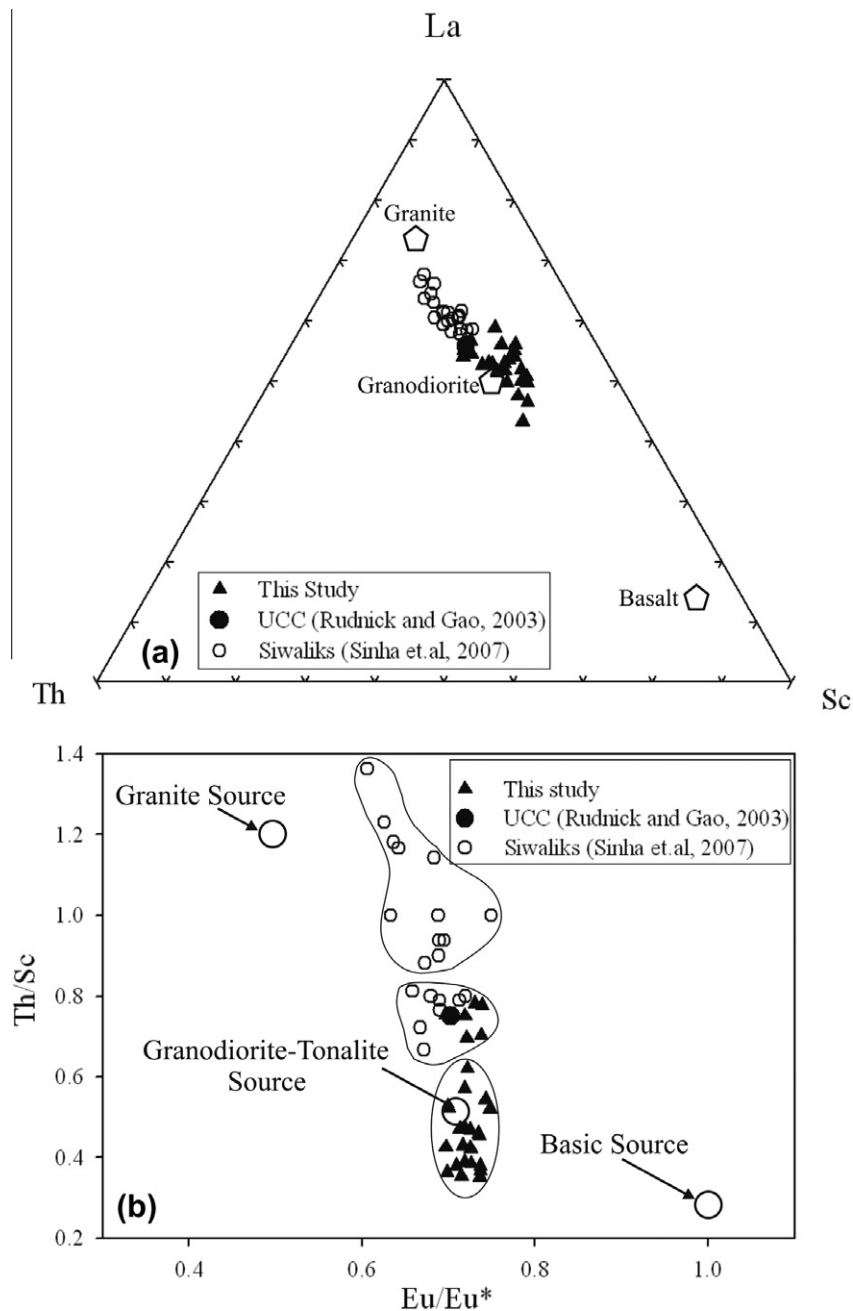 La
Granite
Granodiorite
This Study
UCC (Rudnick and Gao, 2003)
Siwaliks (Sinha et.al, 2007)
Basalt
(a)
Th
Sc
1.4
1.2
1.0
0.8
0.6
0.4
0.2
Th/Sc
Granite Source
This study
UCC (Rudnick and Gao, 2003)
Siwaliks (Sinha et.al, 2007)
Granodiorite-Tonalite
Source
Basic Source
(b)
0.4
0.6
0.8
1.0
Eu/Eu*